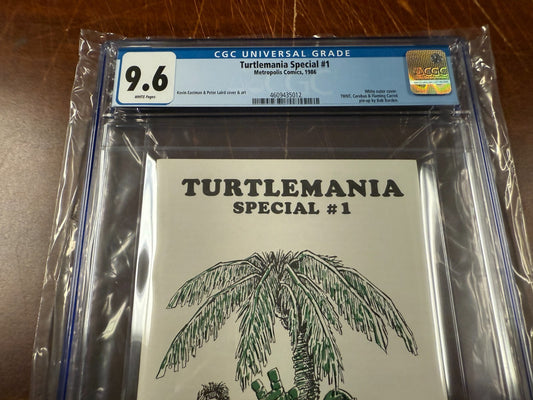 CGC UNIVERSAL GRADE
9.6
WHITE Pages
Turtlemania Special #1
Metropolis Comics, 1986
Kevin Eastman & Peter Laird cover & art
4609435012
White outer cover.
TMNT, Cerebus & Flaming Carrot
pin-up by Bob Burden.
CGC
TURTLEMANIA
SPECIAL #1